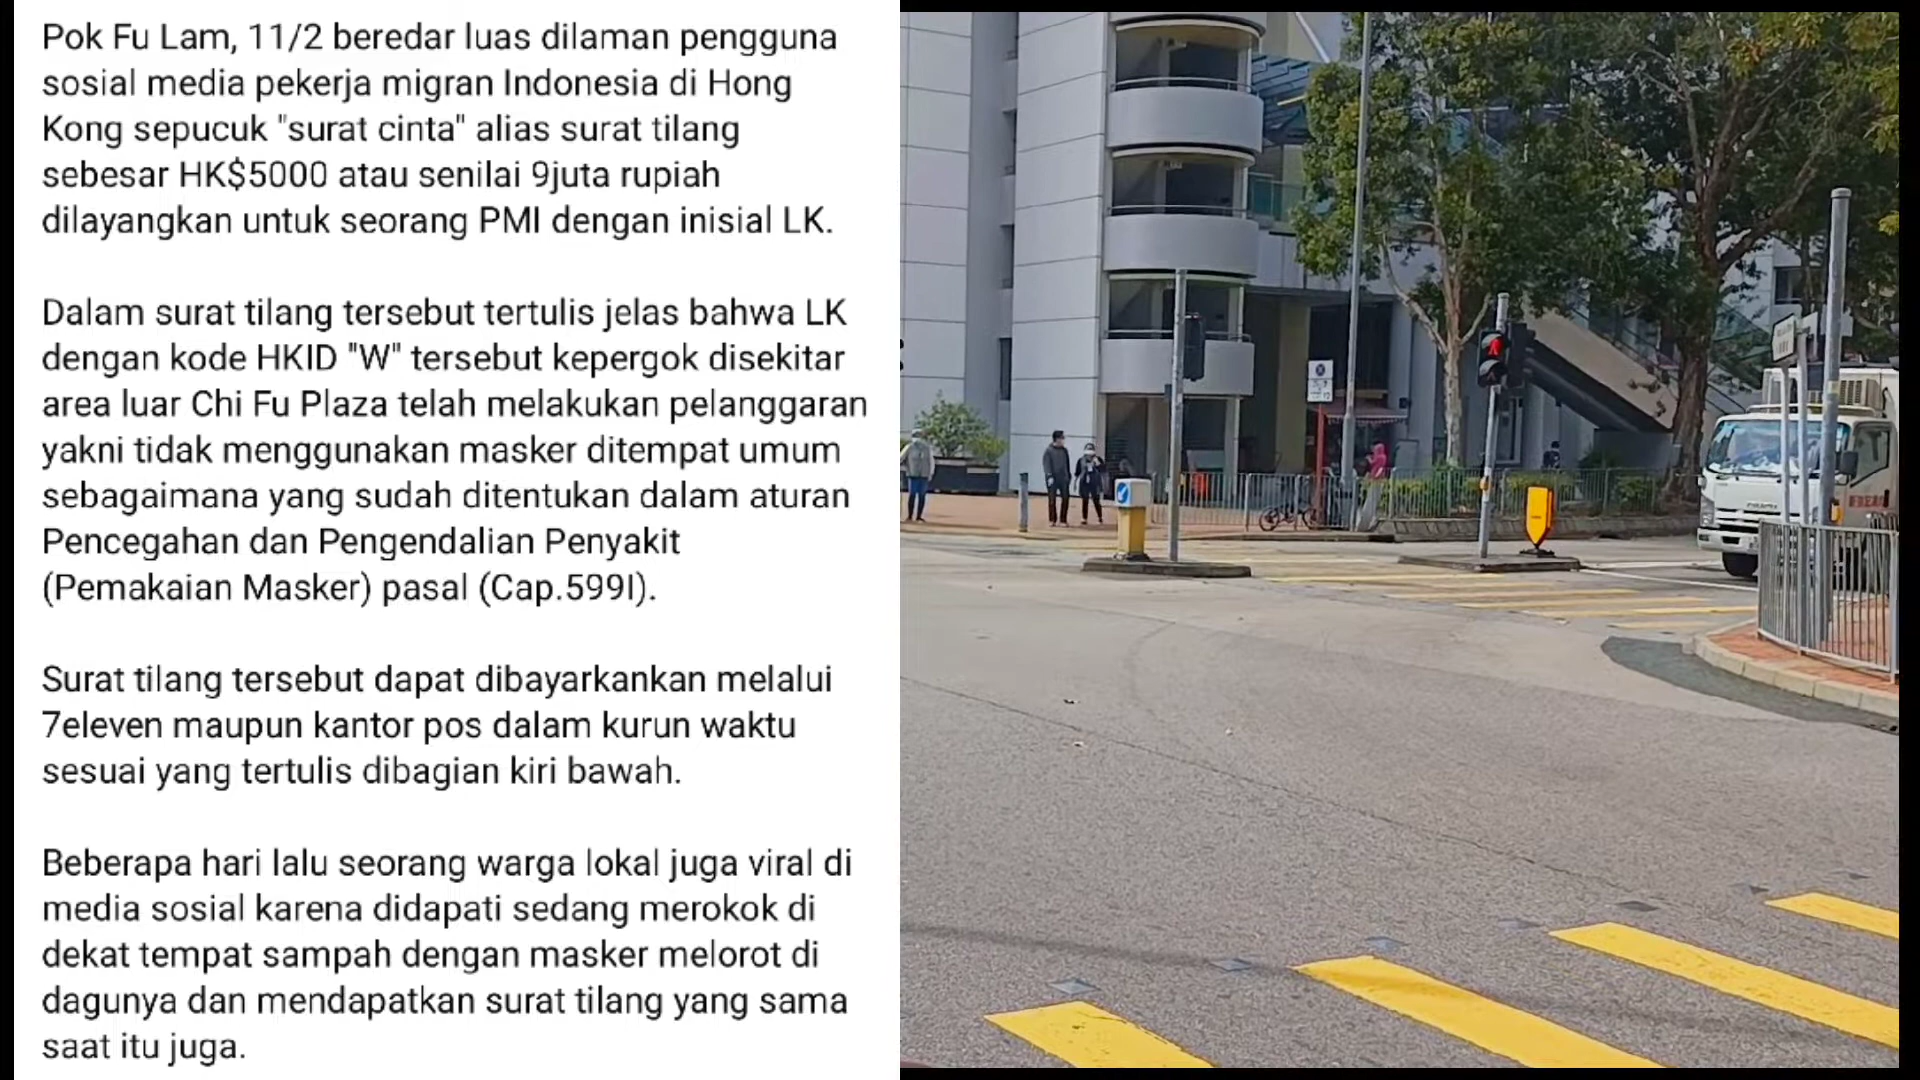 Pok Fu Lam, 11/2 beredar luas dilaman pengguna
sosial media pekerja migran Indonesia di Hong
Kong sepucuk "surat cinta" alias surat tilang
sebesar HK$5000 atau senilai 9juta rupiah
dilayangkan untuk seorang PMI dengan inisial LK.
Dalam surat tilang tersebut tertulis jelas bahwa LK
dengan kode HKID "W" tersebut kepergok disekitar
area luar Chi Fu Plaza telah melakukan pelanggaran
yakni tidak menggunakan masker ditempat umum
sebagaimana yang sudah ditentukan dalam aturan
Pencegahan dan Pengendalian Penyakit
(Pemakaian Masker) pasal (Cap.599I).
Surat tilang tersebut dapat dibayarkankan melalui
7eleven maupun kantor pos dalam kurun waktu
sesuai yang tertulis dibagian kiri bawah.
Beberapa hari lalu seorang warga lokal juga viral di
media sosial karena didapati sedang merokok di
dekat tempat sampah dengan masker melorot di
dagunya dan mendapatkan surat tilang yang sama
saat itu juga.